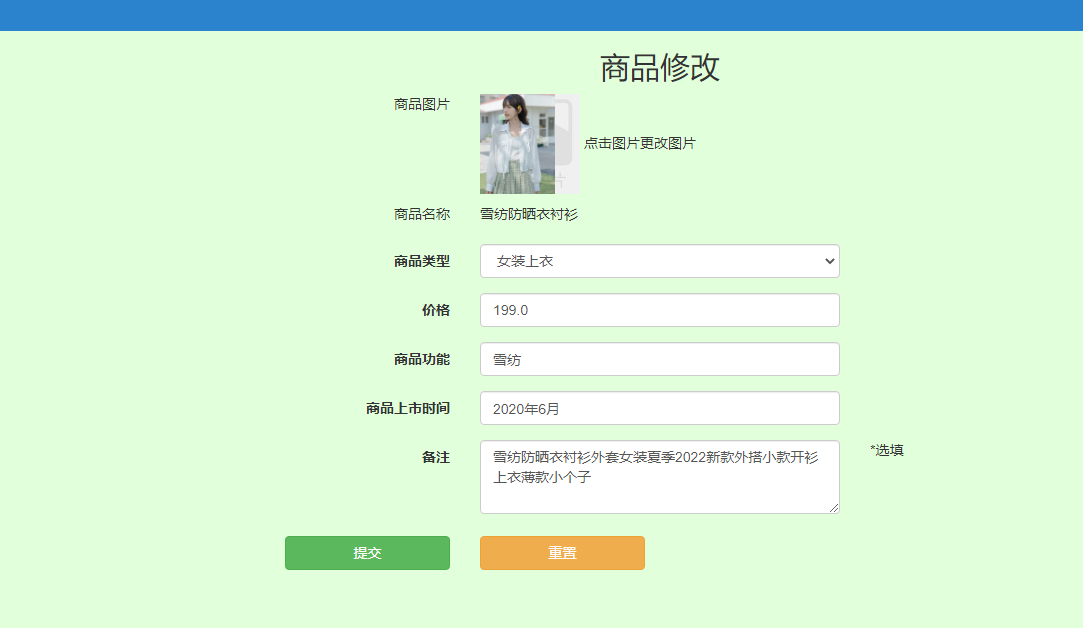 商品修改
商品图片
点击图片更改图片
商品名称 雪纺防晒衣衬衫
商品类型 女装上衣
价格 199.0
商品功能 雪纺
商品上市时间 2020年6月
备注 雪纺防晒衣衬衫外套女装夏季2022新款外搭小款开衫 *选填
上衣薄款小个子
提交 重置